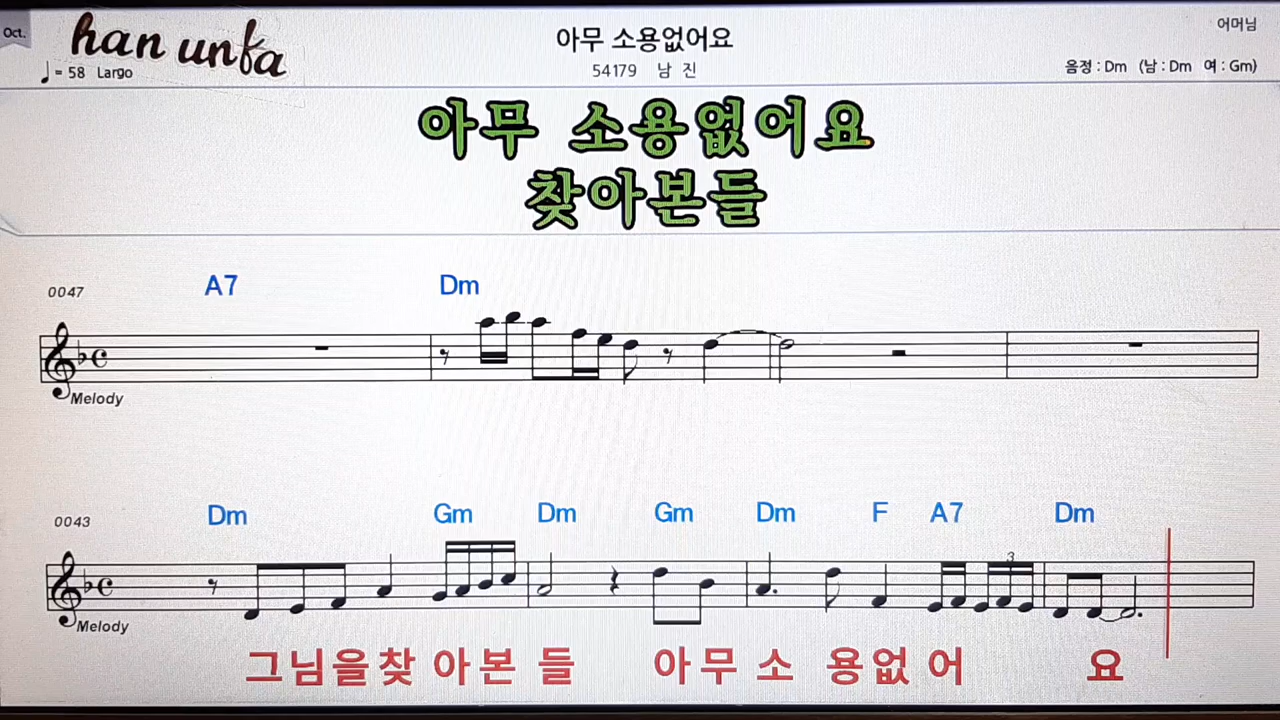 Oct.
han unfa
아무 소용없어요
어머님
= 58 Largo
54179 남 진
음정 : Dm (남 : Dm 여 : Gm)
아무 소용없어요
찾아본들
0047 A7 Dm
Melody
0043 Dm Gm Dm Gm Dm F A7 Dm
3
Melody
그님을찾 아본 들 아무 소 용없 어 요